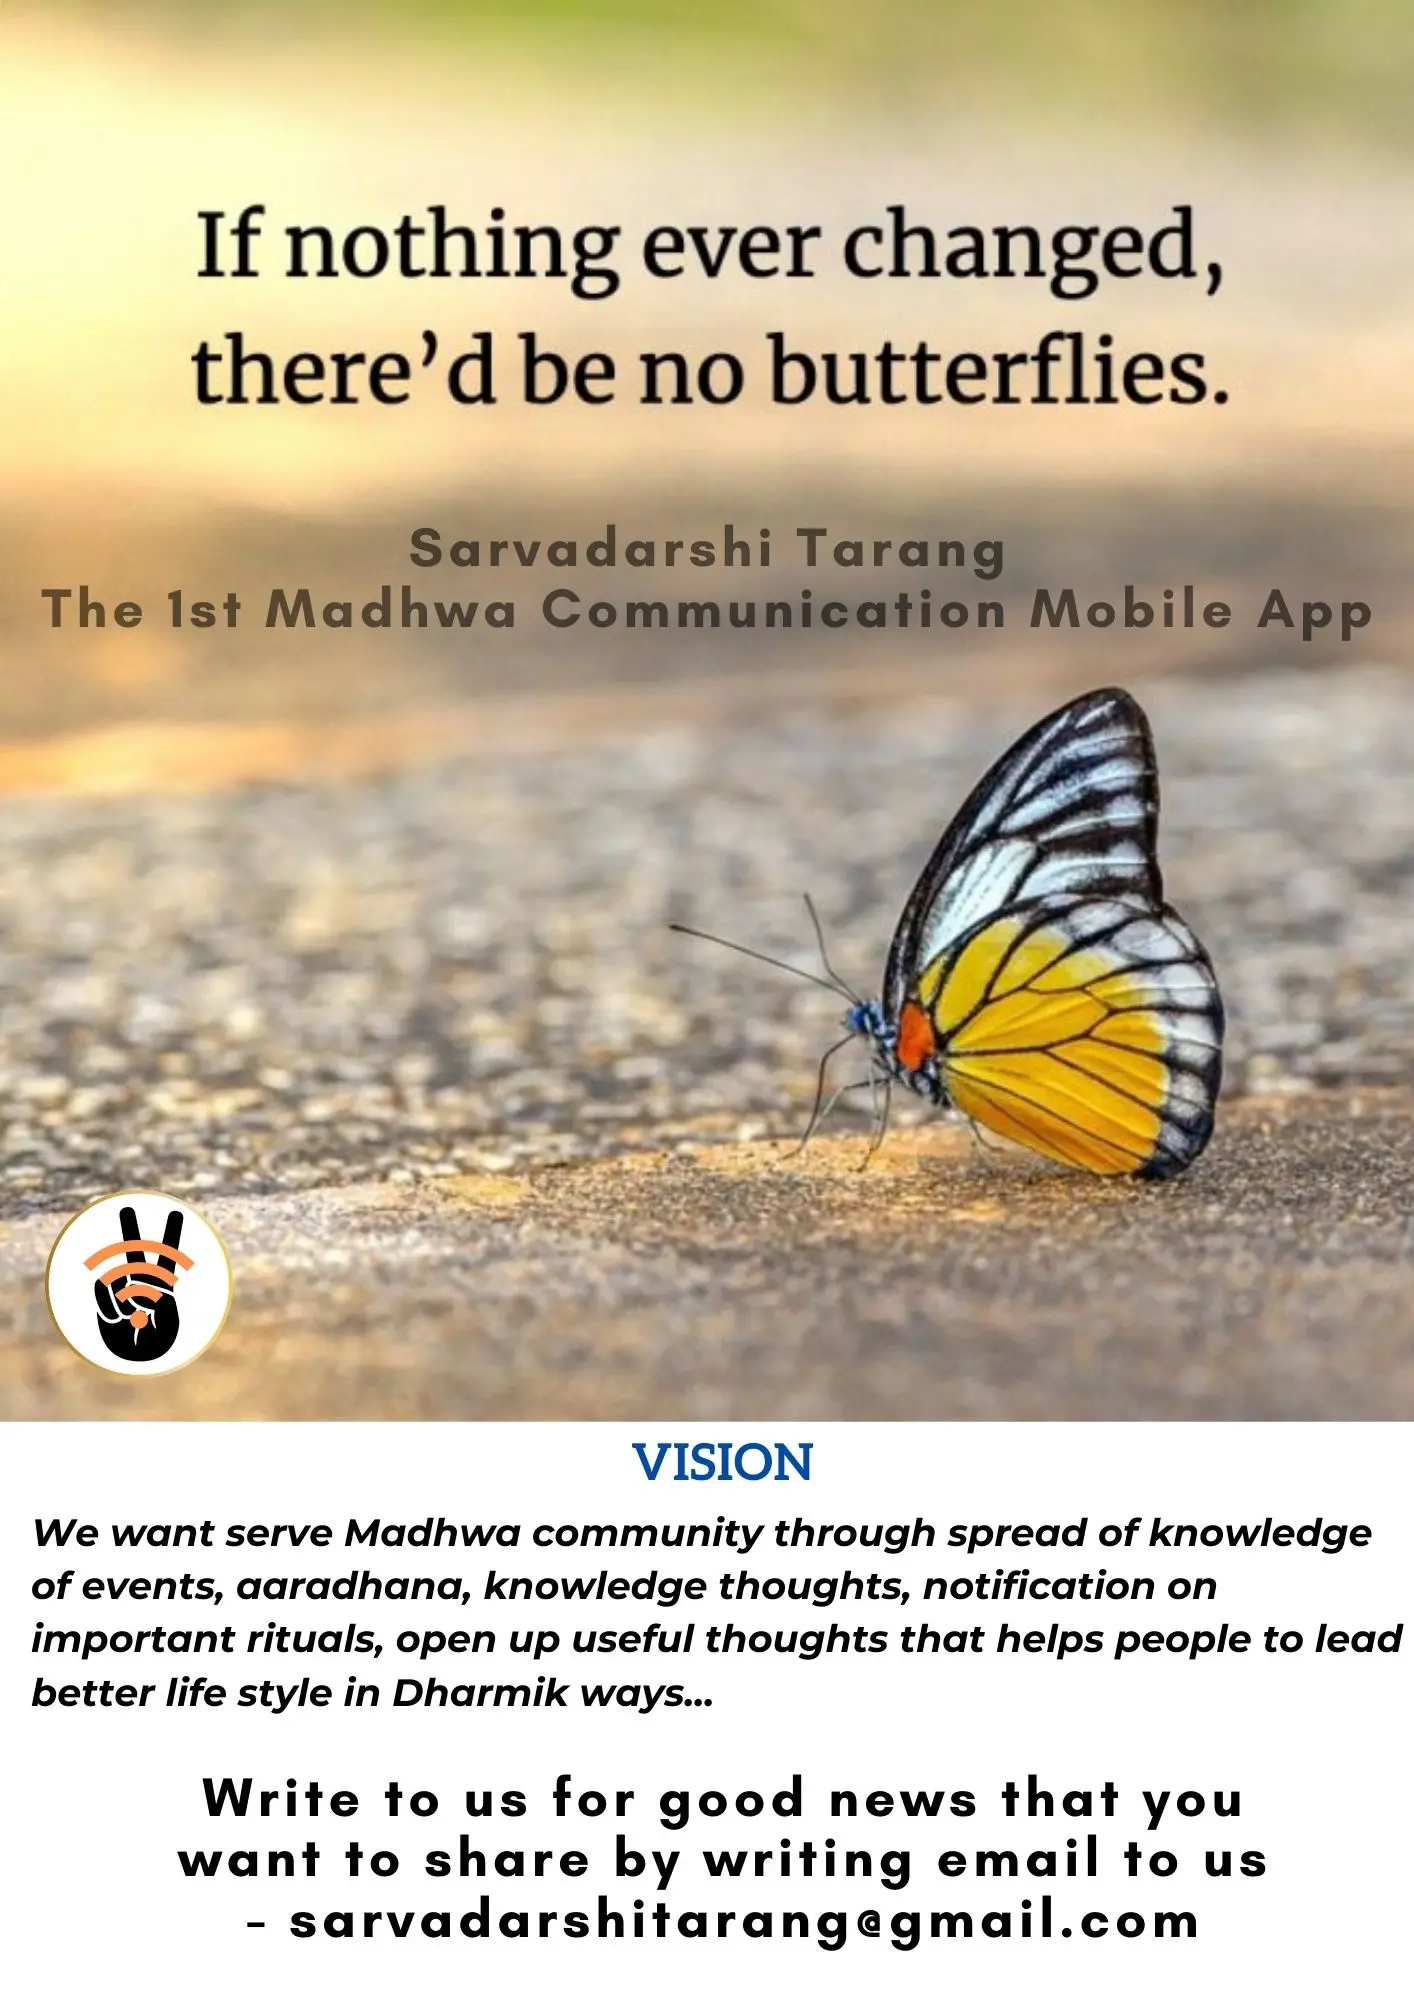 If nothing ever changed,
there’d be no butterflies.
Sarvadarshi Tarang
The 1st Madhwa Communication Mobile App
VISION
We want serve Madhwa community through spread of knowledge
of events, aaradhana, knowledge thoughts, notification on
important rituals, open up useful thoughts that helps people to lead
better life style in Dharmik ways...
Write to us for good news that you
want to share by writing email to us
- sarvadarshitarang@gmail.com